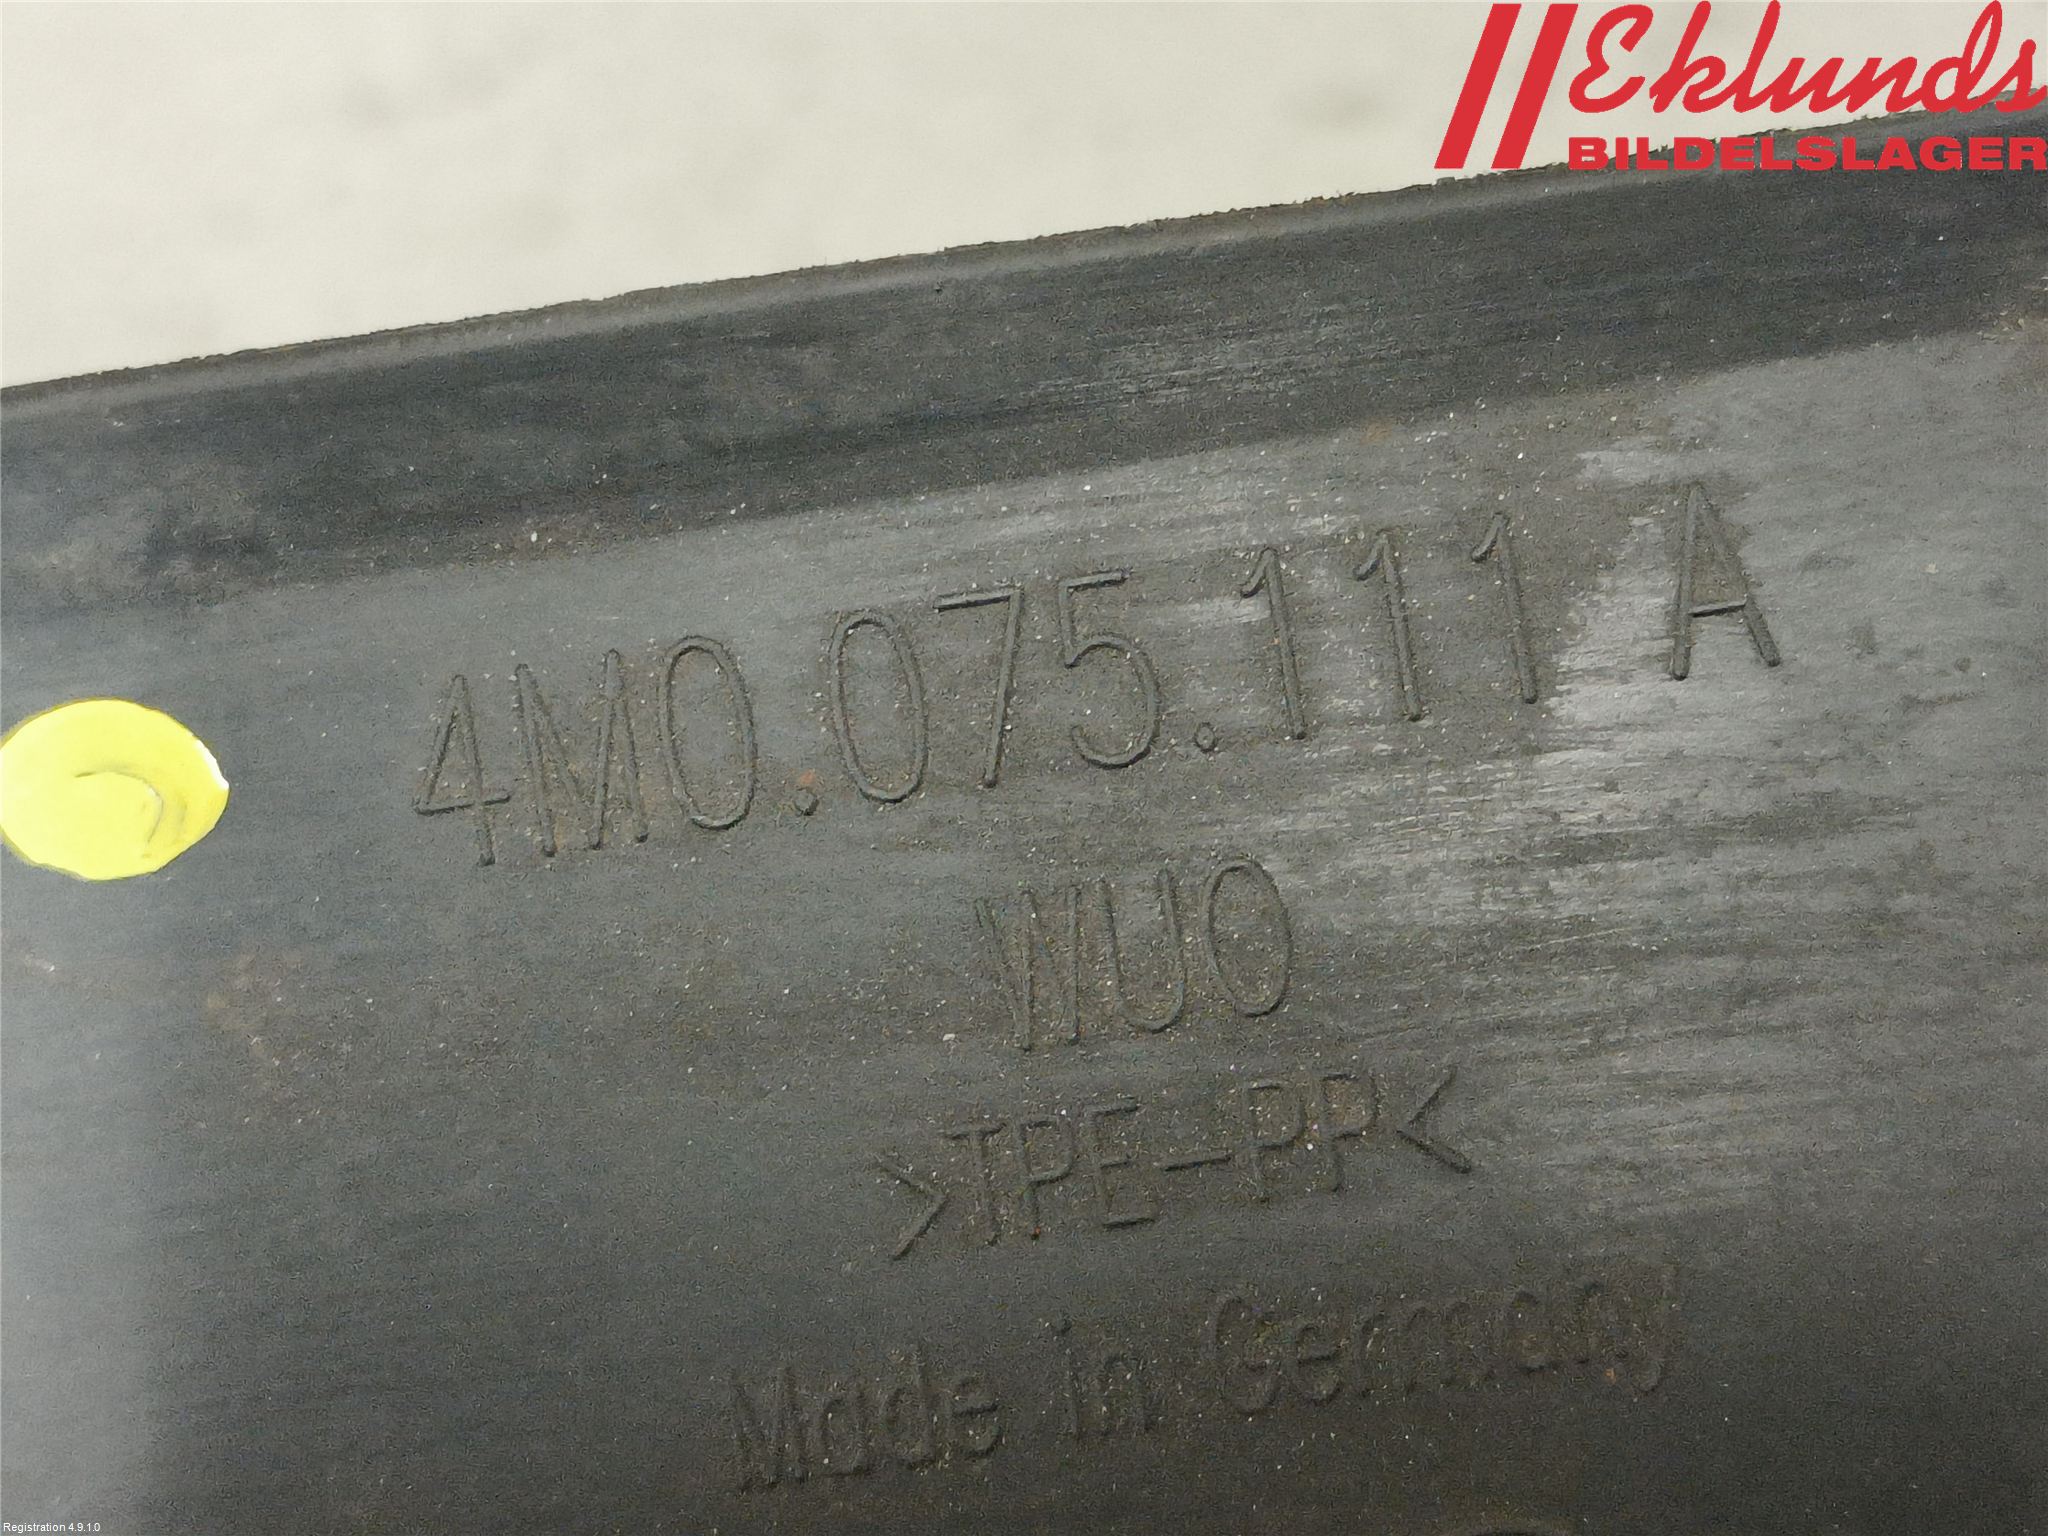 Eklunds
BILDELSLAGER
4M0.075.111 A
WUO
>TPE-PP<
Made in Germany
Registration 4.9.1.0